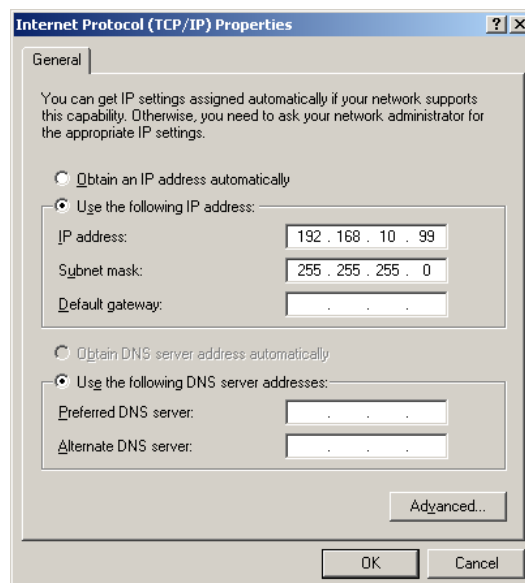 Internet Protocol (TCP/IP) Properties
General
You can get IP settings assigned automatically if your network supports
this capability. Otherwise, you need to ask your network administrator for
the appropriate IP settings.
Obtain an IP address automatically
Use the following IP address:
IP address: 192 . 168 . 10 . 99
Subnet mask: 255 . 255 . 255 . 0
Default gateway: . . .
Obtain DNS server address automatically
Use the following DNS server addresses:
Preferred DNS server: . . .
Alternate DNS server: . . .
Advanced...
OK Cancel